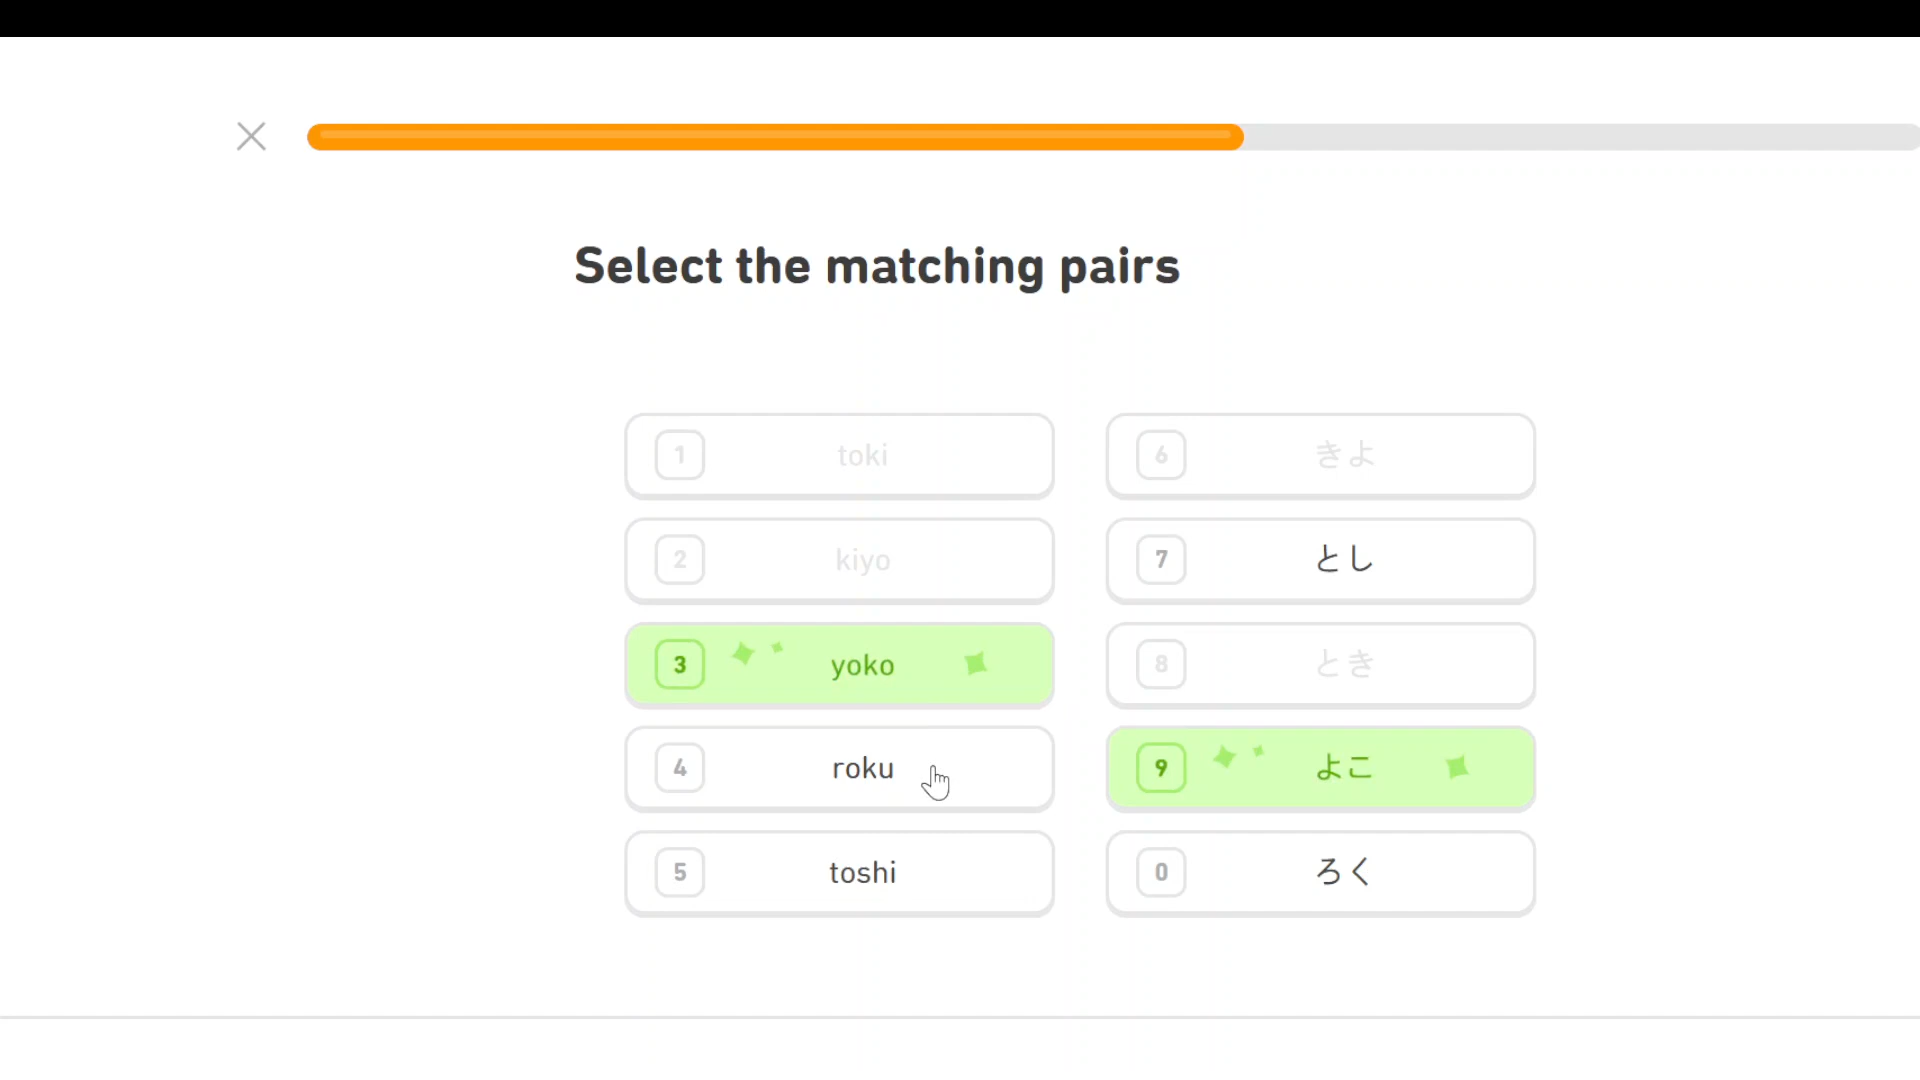 Select the matching pairs
1 toki
6 きよ
2 kiyo
7 とし
3 yoko
8 とき
4 roku
9 よこ
5 toshi
0 ろく